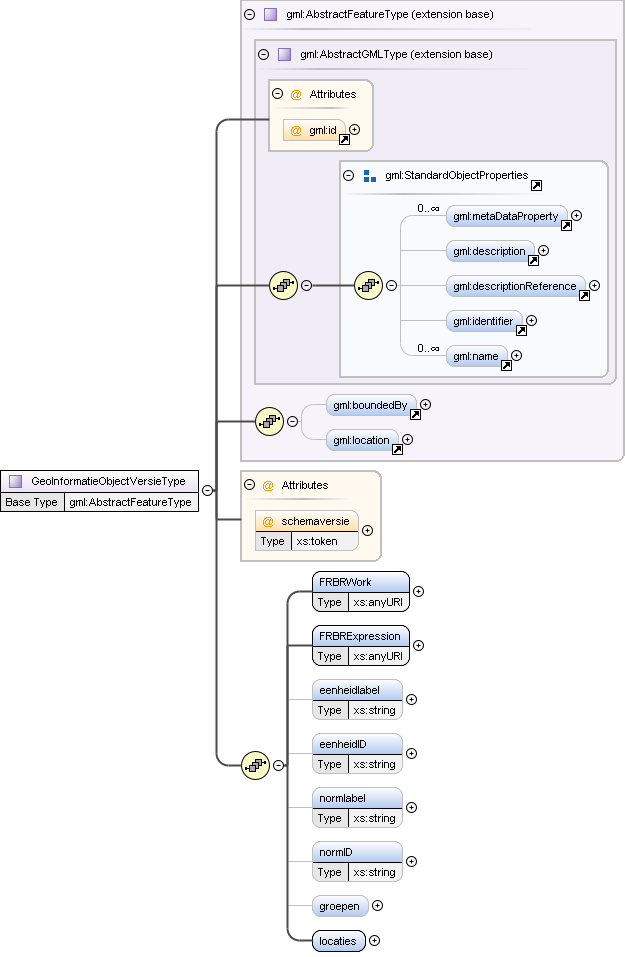 gml:AbstractFeatureType (extension base)
gml:AbstractGMLType (extension base)
@ Attributes
@ gml:id
gml:StandardObjectProperties
0..∞
gml:metaDataProperty
gml:description
gml:descriptionReference
gml:identifier
0..∞
gml:name
gml:boundedBy
gml:location
GeoInformatieObjectVersieType
Base Type gml:AbstractFeatureType
@ Attributes
@ schemaversie
Type xs:token
FRBRWork
Type xs:anyURI
FRBRExpression
Type xs:anyURI
eenheidlabel
Type xs:string
eenheidID
Type xs:string
normlabel
Type xs:string
normID
Type xs:string
groepen
locaties